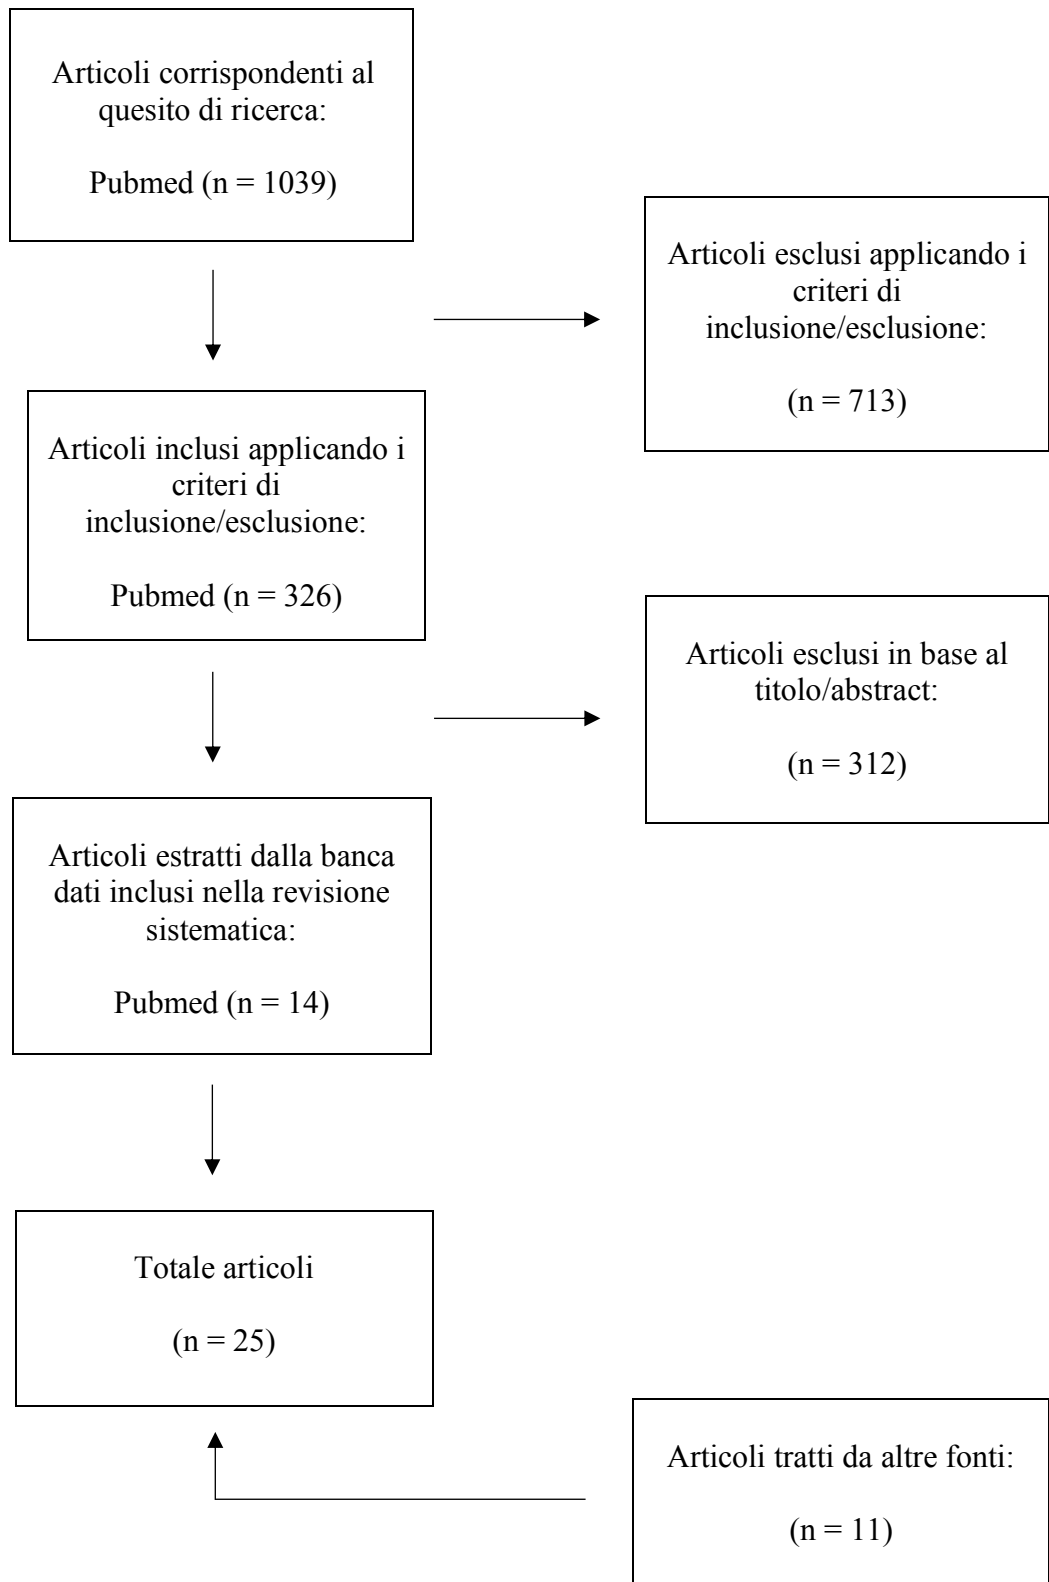 Articoli corrispondenti al
quesito di ricerca:
Pubmed (n = 1039)
Articoli esclusi applicando i
criteri di
inclusione/esclusione:
(n = 713)
Articoli inclusi applicando i
criteri di
inclusione/esclusione:
Pubmed (n = 326)
Articoli esclusi in base al
titolo/abstract:
(n = 312)
Articoli estratti dalla banca
dati inclusi nella revisione
sistematica:
Pubmed (n = 14)
Totale articoli
(n = 25)
Articoli tratti da altre fonti:
(n = 11)